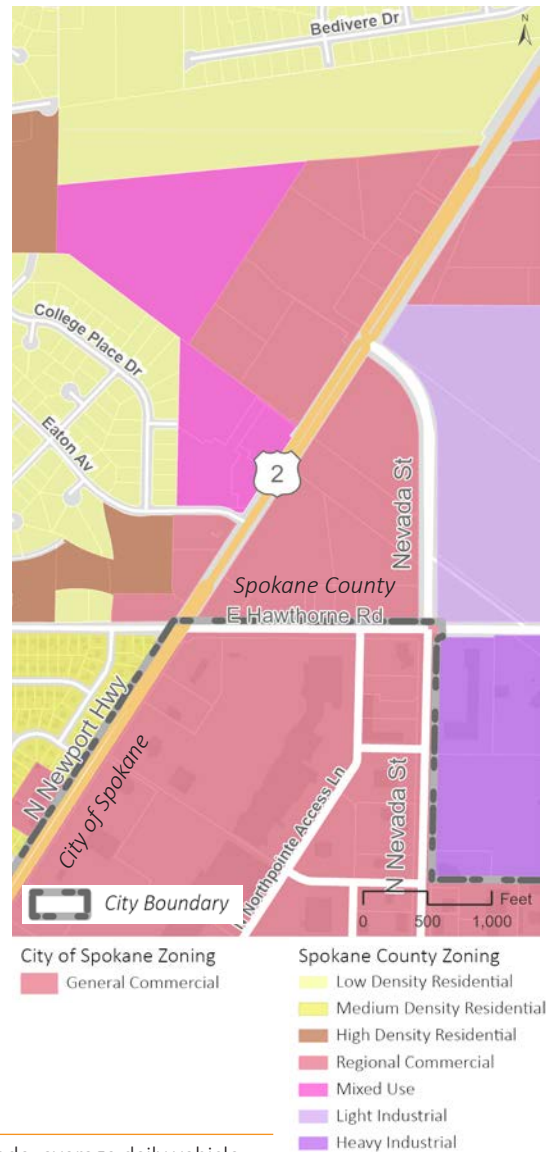 Bedivere Dr
N
College Place Dr
Eaton Av
2
Nevada St
Spokane County
E Hawthorne Rd
N Newport Hwy
City of Spokane
N Northpointe Access Ln
N Nevada St
City Boundary
Feet
0 500 1,000
City of Spokane Zoning
General Commercial
Spokane County Zoning
Low Density Residential
Medium Density Residential
High Density Residential
Regional Commercial
Mixed Use
Light Industrial
Heavy Industrial
average daily vehicle